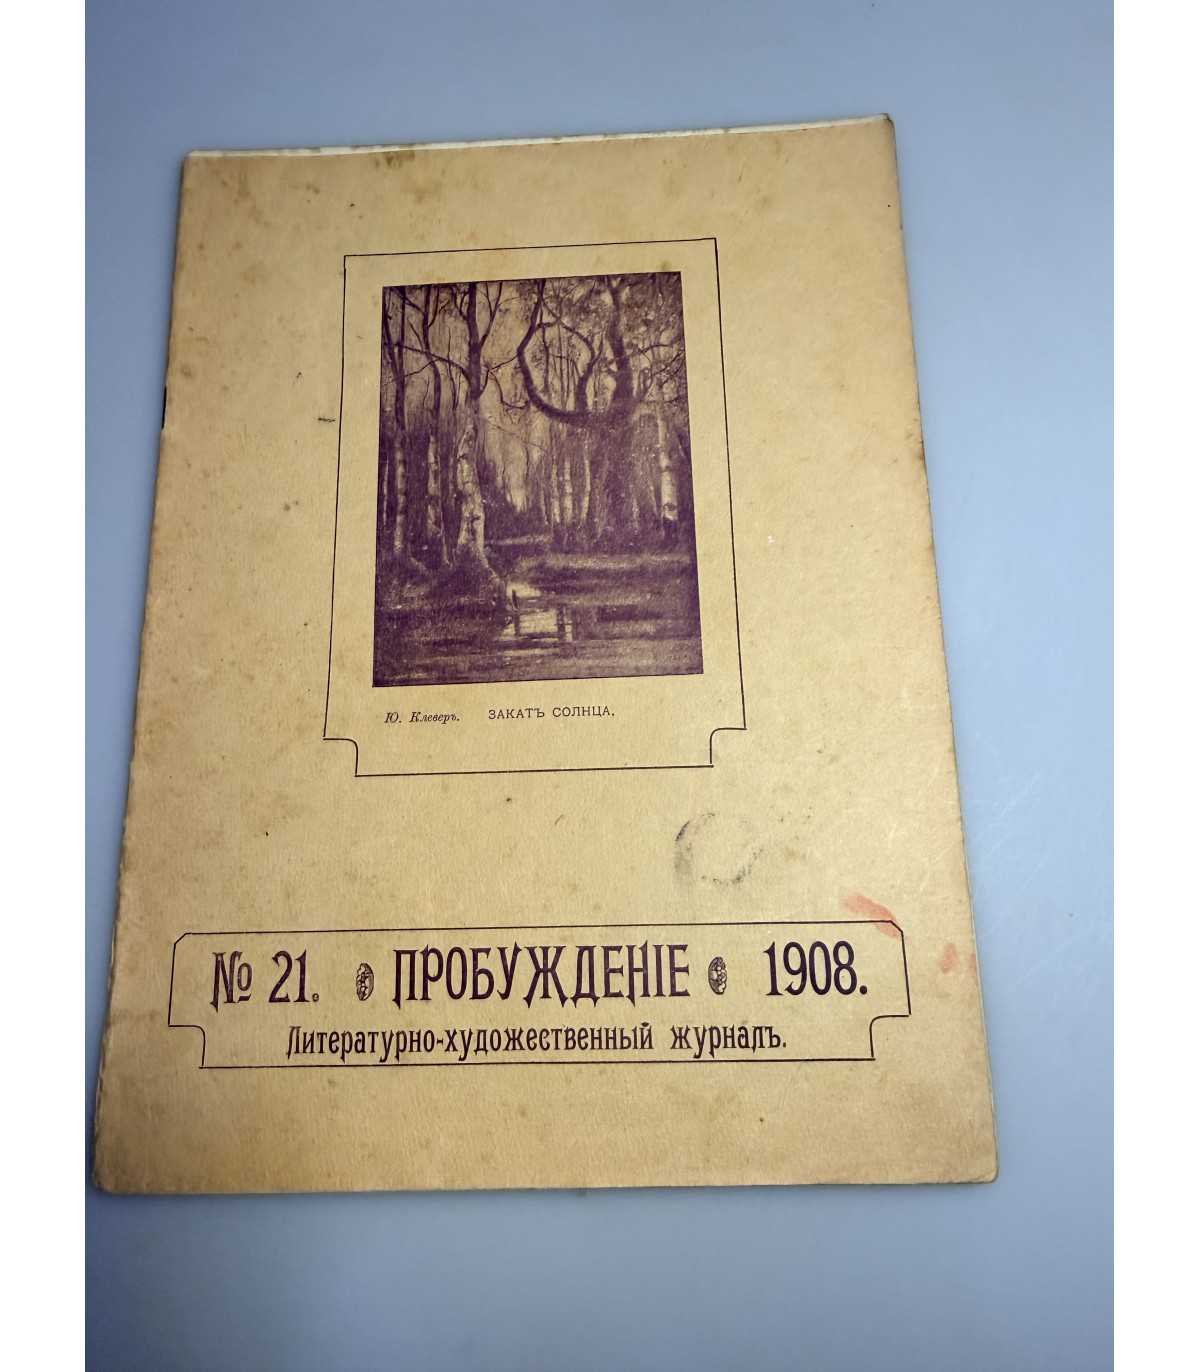 Ю. Клеверъ. ЗАКАТЪ СОЛНЦА.
№ 21. ПРОБУЖДЕНІЕ 1908.
Литературно-художественный журналъ.